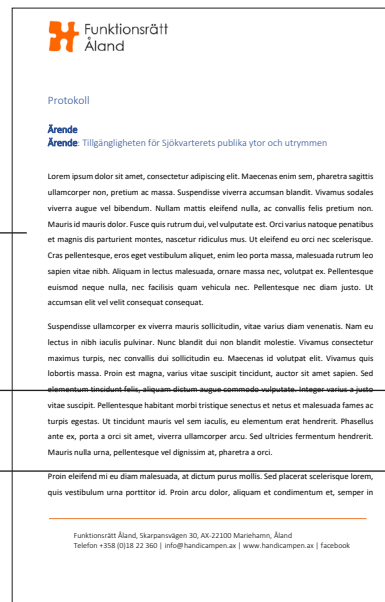 Funktionsrätt
Åland
Protokoll
Ärende
Ärende: Tillgängligheten för Sjökvarterets publika ytor och utrymmen
Lorem ipsum dolor sit amet, consectetur adipiscing elit. Maecenas enim sem, pharetra sagittis
ullamcorper non, pretium ac massa. Suspendisse viverra accumsan blandit. Vivamus sodales
viverra augue vel bibendum. Nullam mattis eleifend nulla, ac convallis felis pretium non.
Mauris id mauris dolor. Fusce quis rutrum dui, vel vulputate est. Orci varius natoque penatibus
et magnis dis parturient montes, nascetur ridiculus mus. Ut eleifend eu orci nec scelerisque.
Cras pellentesque, eros eget vestibulum aliquet, enim leo porta massa, malesuada rutrum leo
sapien vitae nibh. Aliquam in lectus malesuada, ornare massa nec, volutpat ex. Pellentesque
euismod neque nulla, nec facilisis quam vehicula nec. Pellentesque nec diam justo. Ut
accumsan elit vel velit consequat consequat.
Suspendisse ullamcorper ex viverra mauris sollicitudin, vitae varius diam venenatis. Nam eu
lectus in nibh iaculis pulvinar. Nunc blandit dui non blandit molestie. Vivamus consectetur
maximus turpis, nec convallis dui sollicitudin eu. Maecenas id volutpat elit. Vivamus quis
lobortis massa. Proin est magna, varius vitae suscipit tincidunt, auctor sit amet sapien. Sed
elementum tincidunt felis, aliquam dictum augue commodo vulputate. Integer varius a justo
vitae suscipit. Pellentesque habitant morbi tristique senectus et netus et malesuada fames ac
turpis egestas. Ut tincidunt mauris vel sem iaculis, eu elementum erat hendrerit. Phasellus
ante ex, porta a orci sit amet, viverra ullamcorper arcu. Sed ultricies fermentum hendrerit.
Mauris nulla urna, pellentesque vel dignissim at, pharetra a orci.
Proin eleifend mi eu diam malesuada, at dictum purus mollis. Sed placerat scelerisque lorem,
quis vestibulum urna porttitor id. Proin arcu dolor, aliquam et condimentum et, semper in
Funktionsrätt Åland, Skarpansvägen 30, AX-22100 Mariehamn, Åland
Telefon +358 (0)18 22 360 | info@handicampen.ax | www.handicampen.ax | facebook